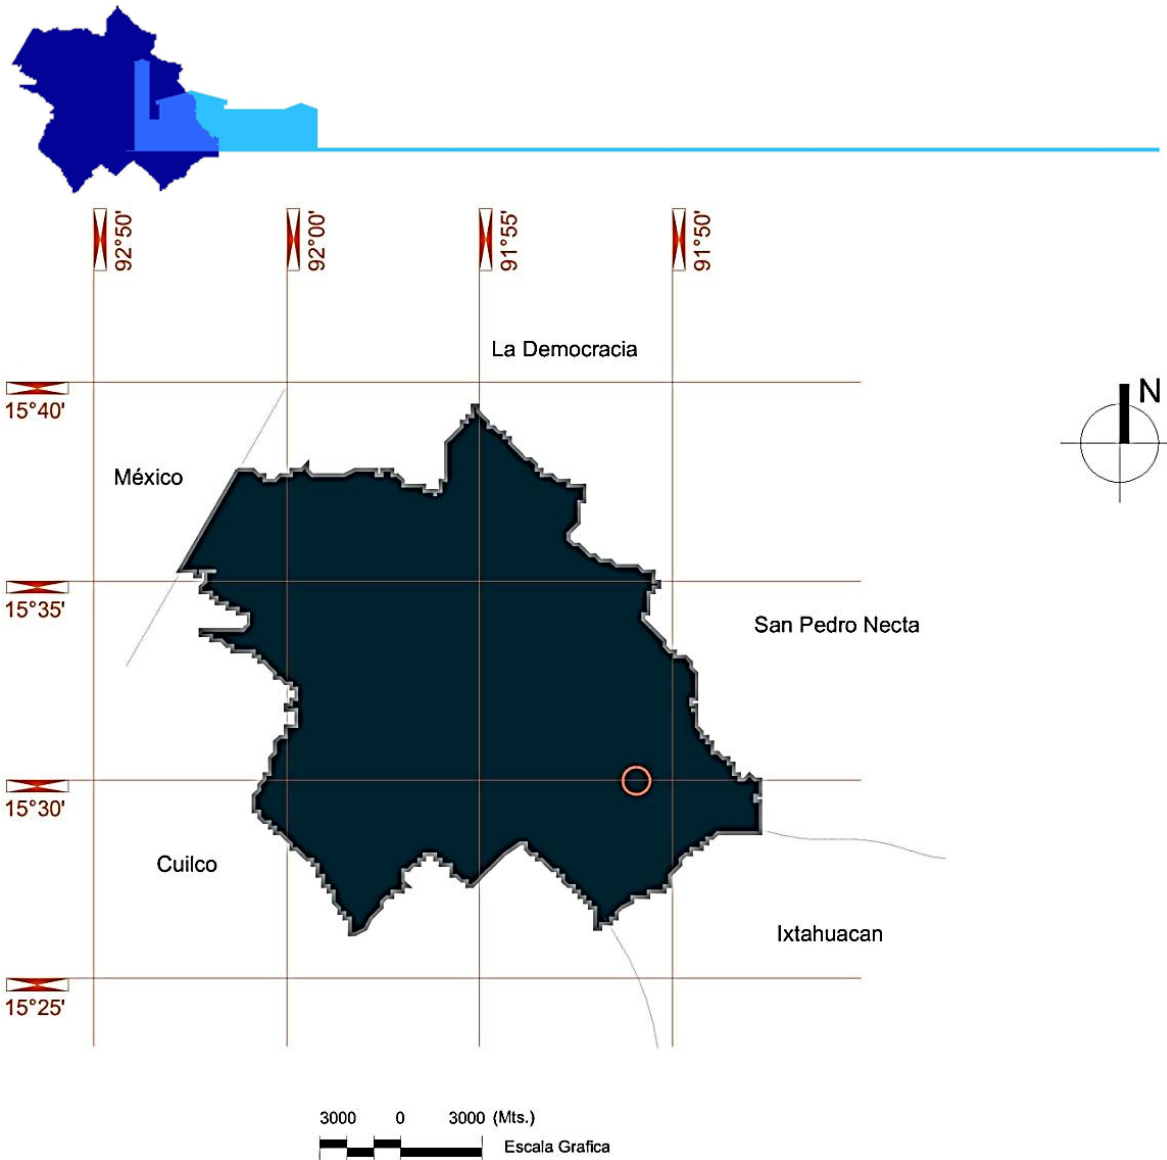 92°50'
92°00'
91°55'
91°50'
La Democracia
15°40'
N
México
15°35'
San Pedro Necta
15°30'
Cuilco
Ixtahuacan
15°25'
3000 0 3000 (Mts.)
Escala Grafica